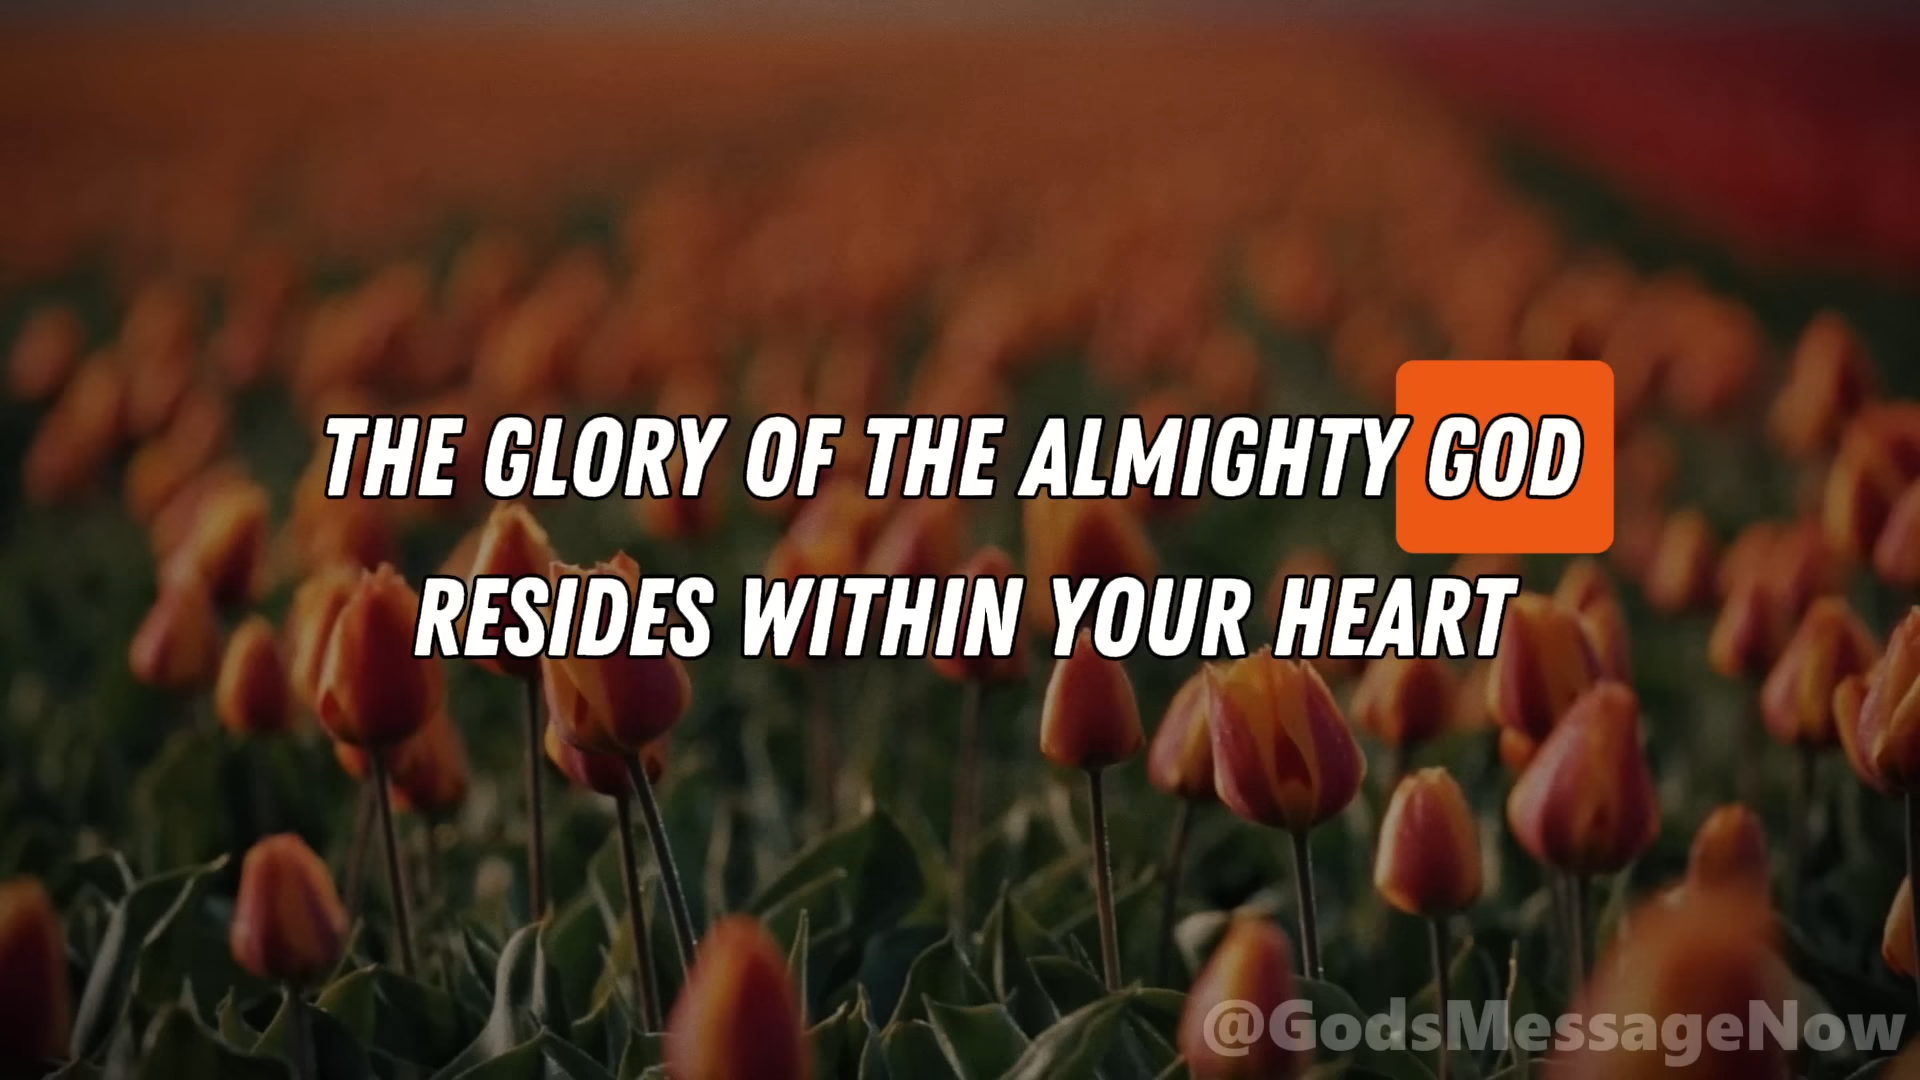 THE GLORY OF THE ALMIGHTY GOD
RESIDES WITHIN YOUR HEART
@GodsMessageNow